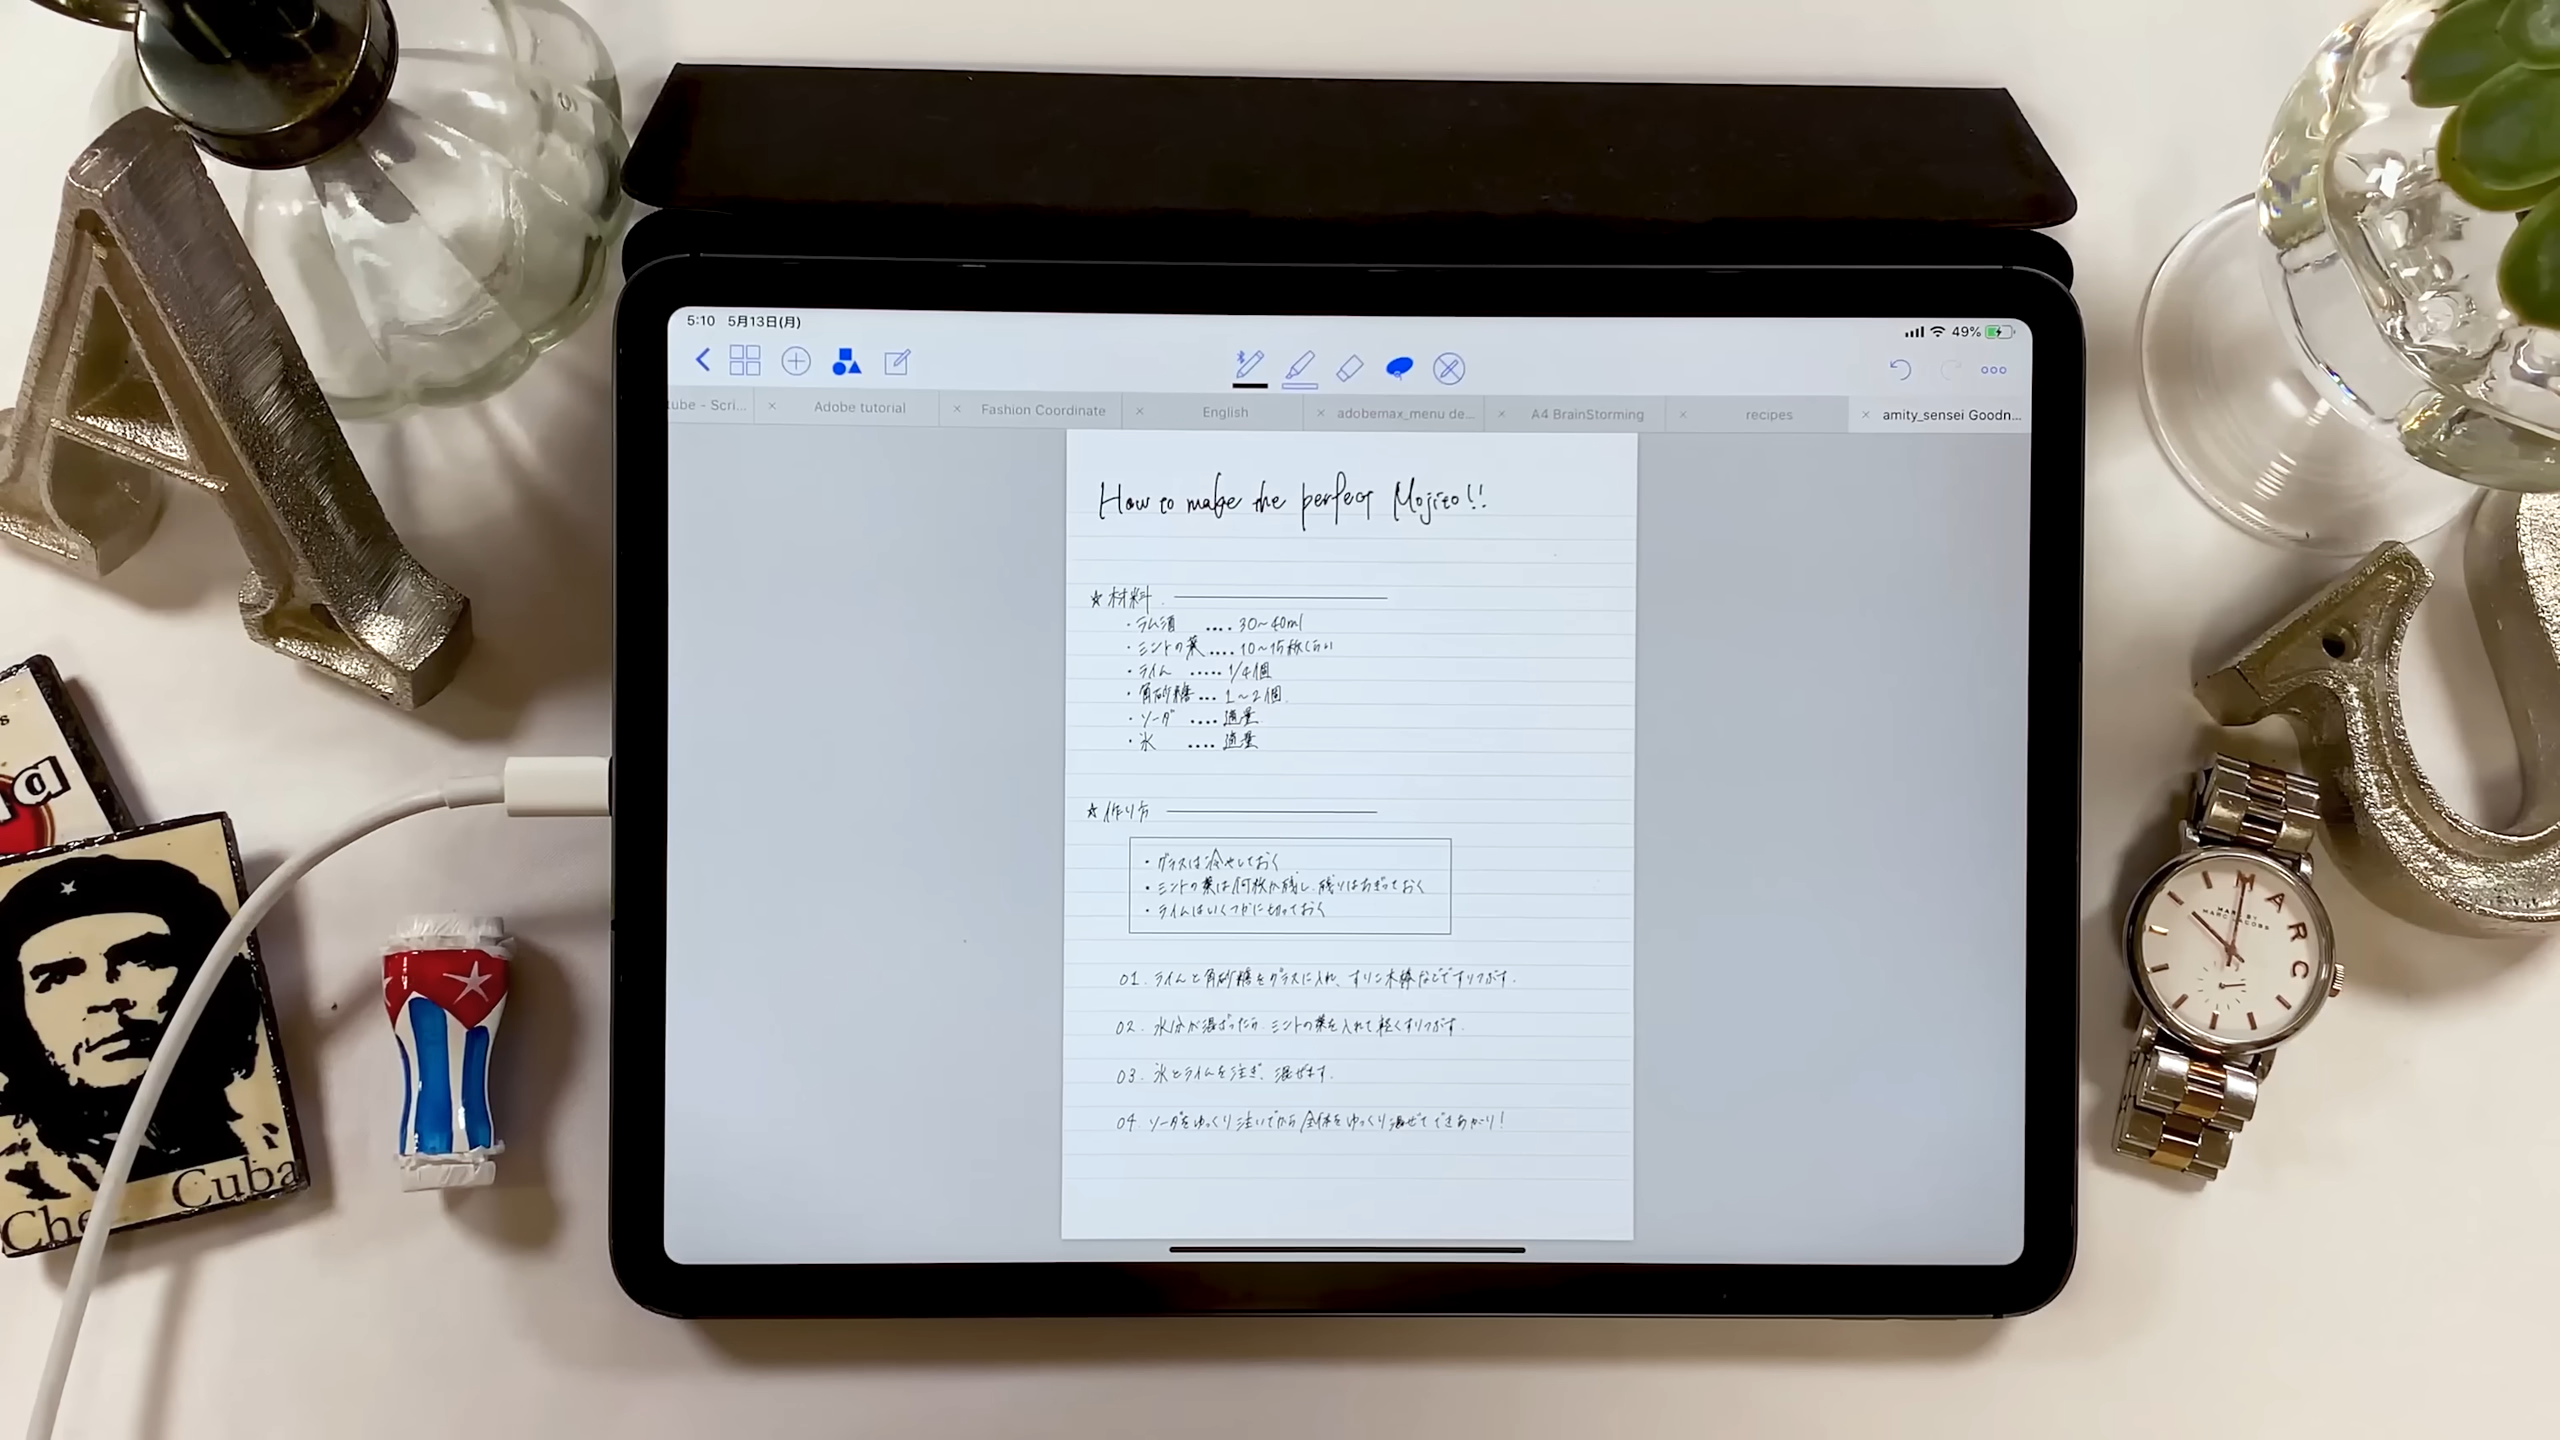 5:10 5月13日(月)
49%
tube - Scri...
Adobe tutorial
Fashion Coordinate
English
adobemax_menu de...
A4 BrainStorming
recipes
amity_sensei Goodn...
How to make the perfect Mojito!!
☆材料
・ラム酒 .... 30~40ml
・ミントの葉 .... 10~15枚くらい
・ライム ..... 1/4個
・角砂糖 ... 1~2個
・ソーダ .... 適量
・氷 .... 適量
☆作り方
・グラスは冷やしておく
・ミントの葉は何枚か残し、残りはちぎっておく
・ライムはいくつかに切っておく
01. ライムと角砂糖をグラスに入れ、すりこ木棒などですりつぶす.
02. 水分が混ざったら ミントの葉を入れて軽くすりつぶす.
03. 氷とライムを注ぎ、混ぜます.
04. ソーダをゆっくり注いでから全体をゆっくり混ぜてできあがり!
a
s
Cuba
Che
MARC
MARC BY
MARC JACOBS